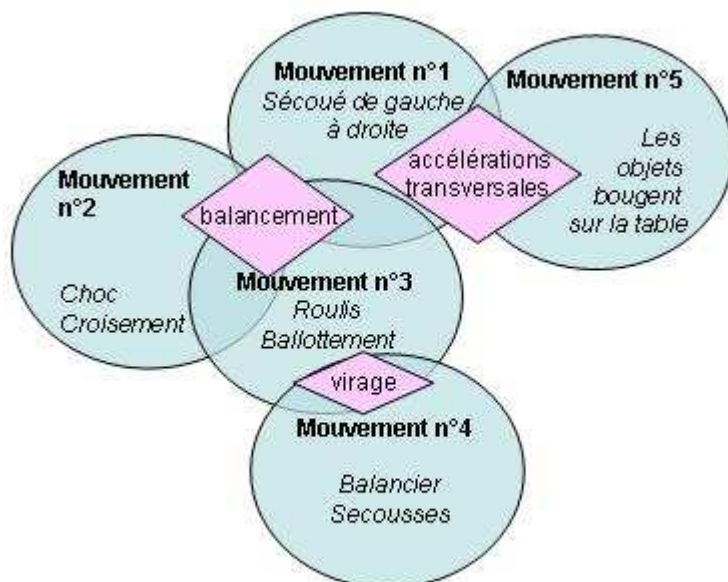 Mouvement n°1
Sécoué de gauche
à droite
Mouvement n°5
Les
objets
bougent
sur la table
accélérations
transversales
Mouvement
n°2
Choc
Croisement
balancement
Mouvement n°3
Roulis
Ballottement
virage
Mouvement n°4
Balancier
Secousses